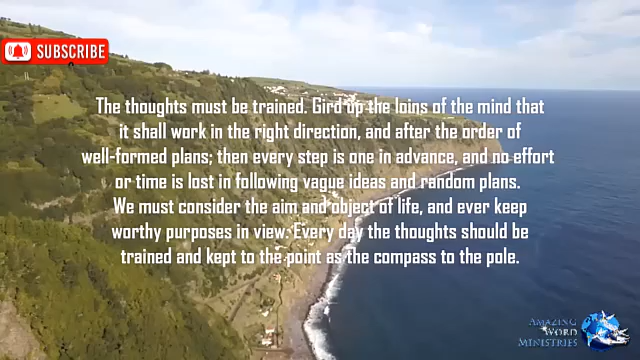 SUBSCRIBE
The thoughts must be trained. Gird up the loins of the mind that
it shall work in the right direction, and after the order of
well-formed plans; then every step is one in advance, and no effort
or time is lost in following vague ideas and random plans.
We must consider the aim and object of life, and ever keep
worthy purposes in view. Every day the thoughts should be
trained and kept to the point as the compass to the pole.
AMAZING
WORD
MINISTRIES